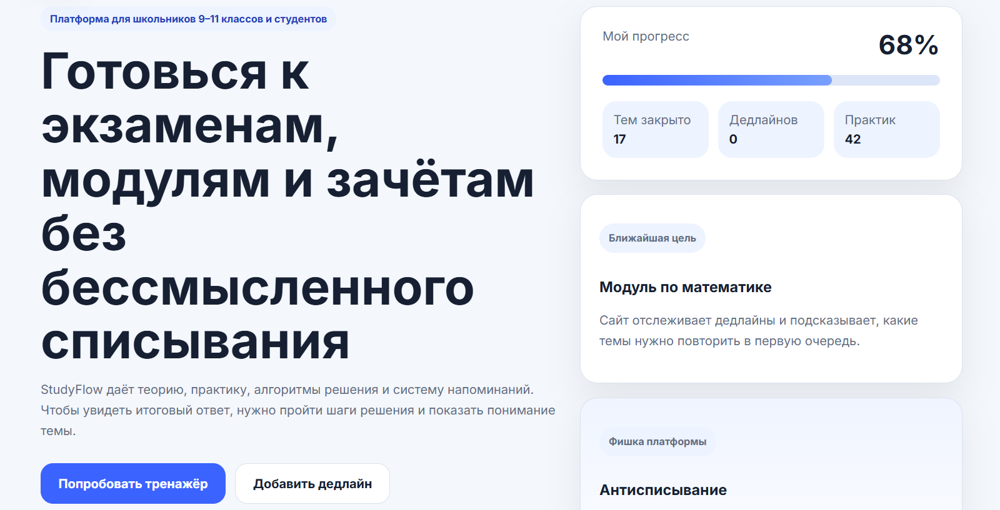 Платформа для школьников 9–11 классов и студентов
Готовься к
экзаменам,
модулям и зачётам
без
бессмысленного
списывания
StudyFlow даёт теорию, практику, алгоритмы решения и систему напоминаний.
Чтобы увидеть итоговый ответ, нужно пройти шаги решения и показать понимание
темы.
Попробовать тренажёр
Добавить дедлайн
Мой прогресс
68%
Тем закрыто
17
Дедлайнов
0
Практик
42
Ближайшая цель
Модуль по математике
Сайт отслеживает дедлайны и подсказывает, какие
темы нужно повторить в первую очередь.
Фишка платформы
Антисписывание